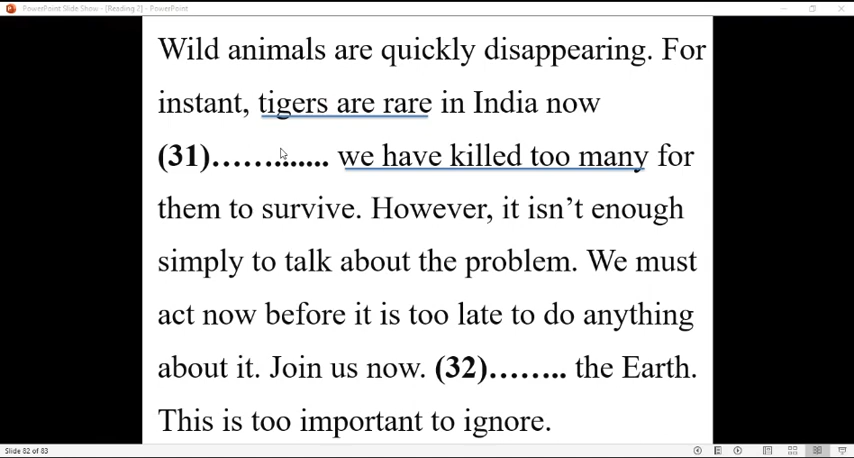 PowerPoint Slide Show - [Reading 2] - PowerPoint
Wild animals are quickly disappearing. For
instant, tigers are rare in India now
(31)............. we have killed too many for
them to survive. However, it isn’t enough
simply to talk about the problem. We must
act now before it is too late to do anything
about it. Join us now. (32)........ the Earth.
This is too important to ignore.
Slide 82 of 83